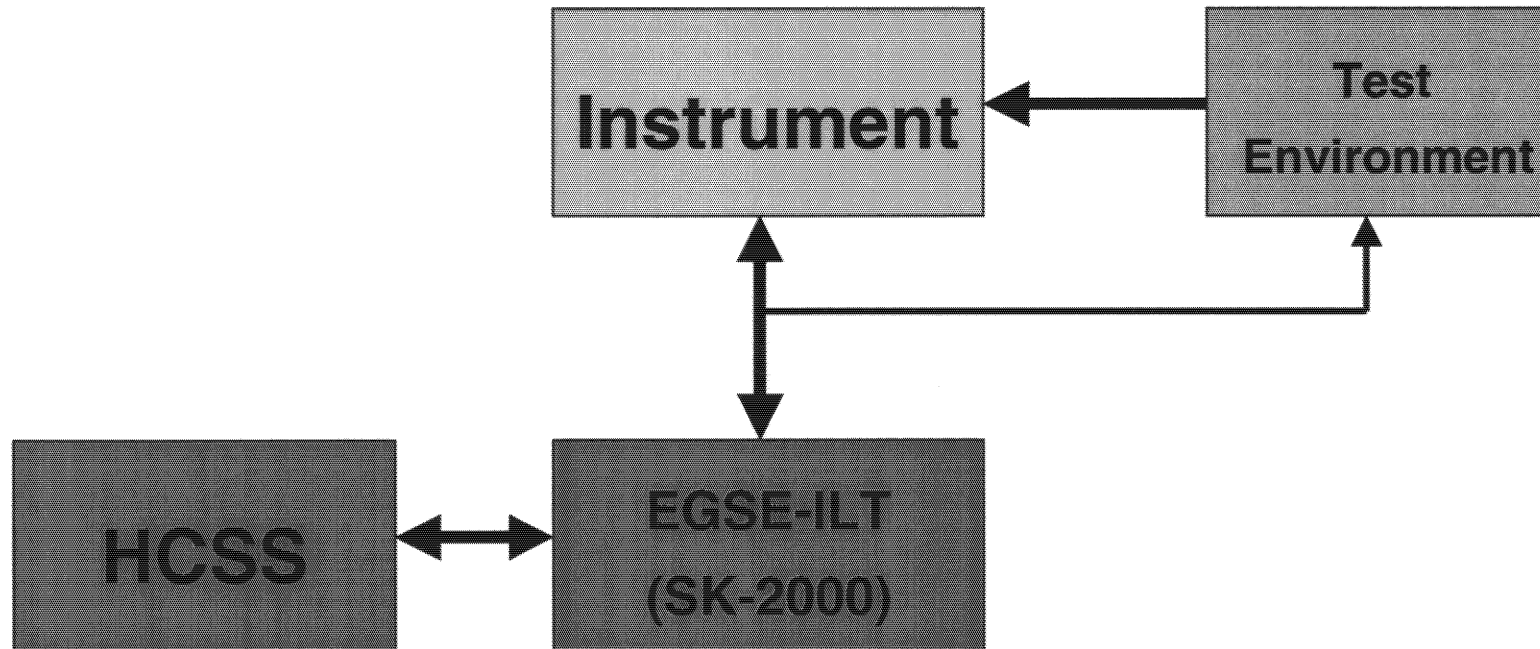 Instrument
Test
Environment
HCSS
EGSE-ILT
(SK-2000)